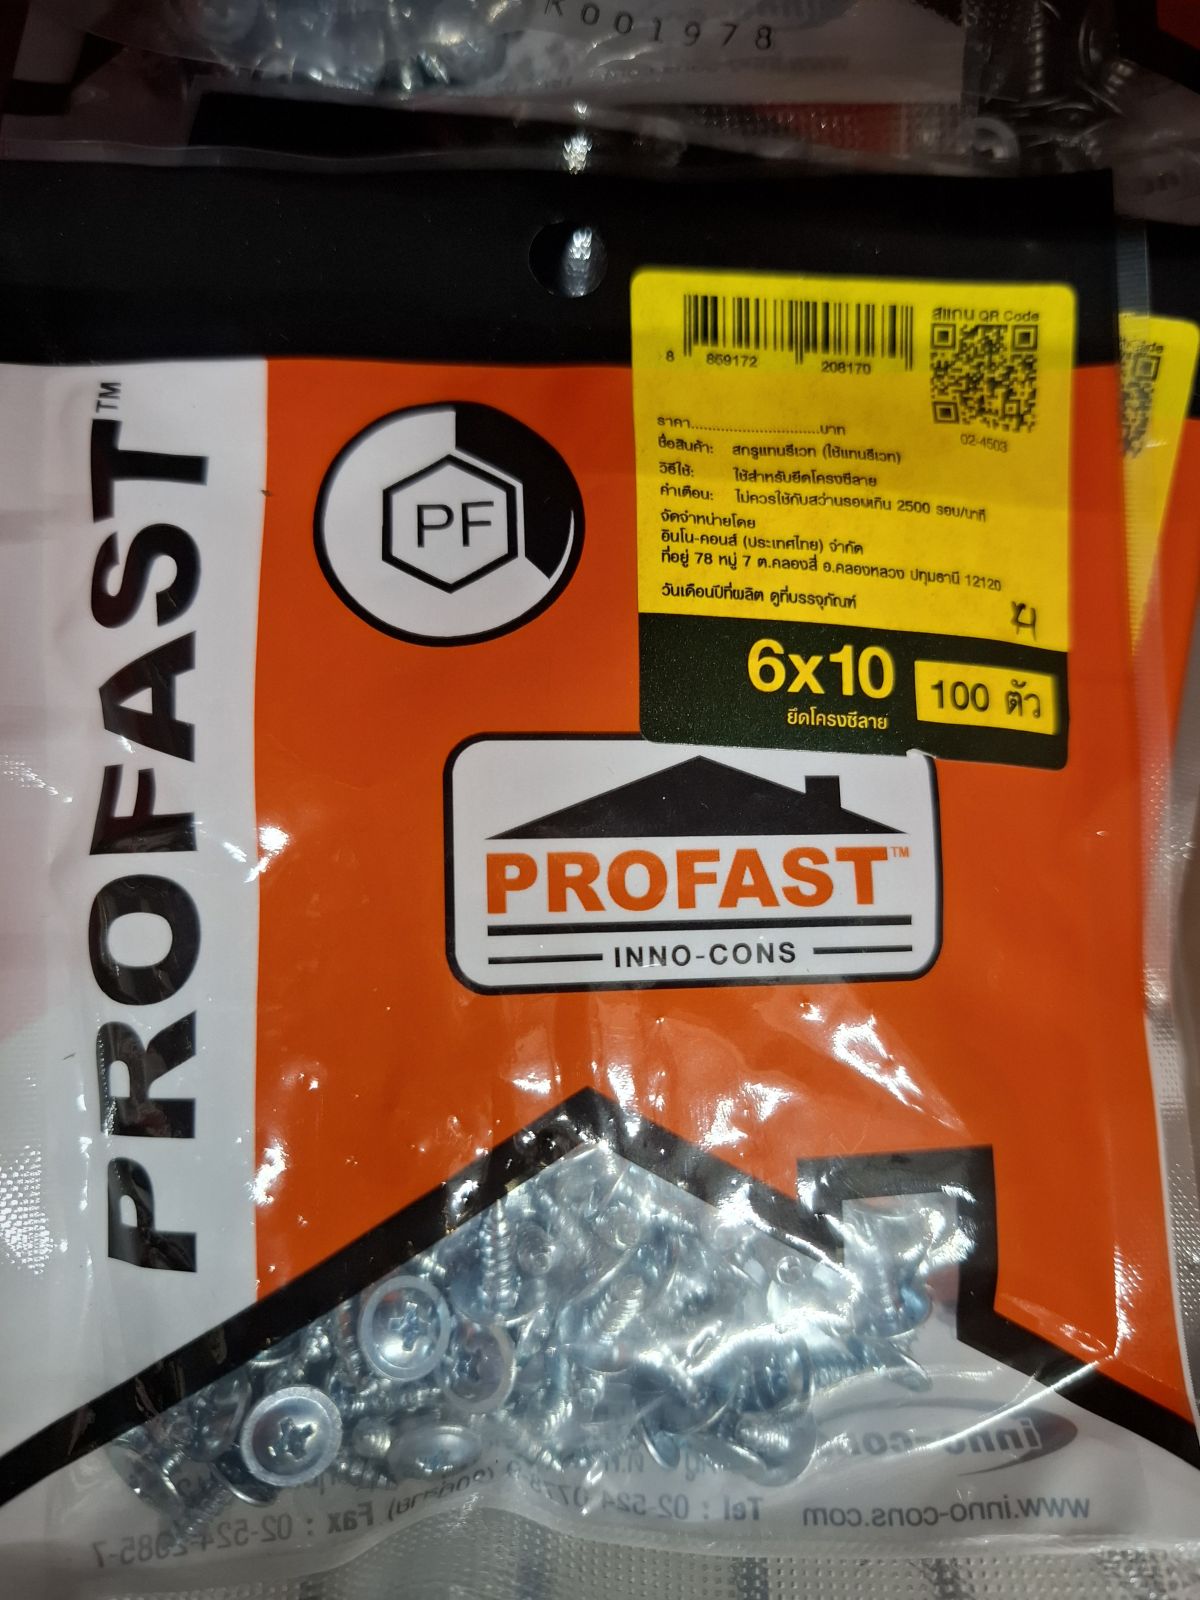 R001978
PROFAST™
PF
สแกน QR Code
8 859172 208170
02-4503
ราคา..............................บาท
ชื่อสินค้า: สกรูแทนรีเวท (ใช้แทนรีเวท)
วิธีใช้: ใช้สำหรับยึดโครงซีลาย
คำเตือน: ไม่ควรใช้กับสว่านรอบเกิน 2500 รอบ/นาที
จัดจำหน่ายโดย
อินโน-คอนส์ (ประเทศไทย) จำกัด
ที่อยู่ 78 หมู่ 7 ต.คลองสี่ อ.คลองหลวง ปทุมธานี 12120
วันเดือนปีที่ผลิต ดูที่บรรจุภัณฑ์
6x10
100 ตัว
ยึดโครงซีลาย
PROFAST™
INNO-CONS
www.inno-cons.com